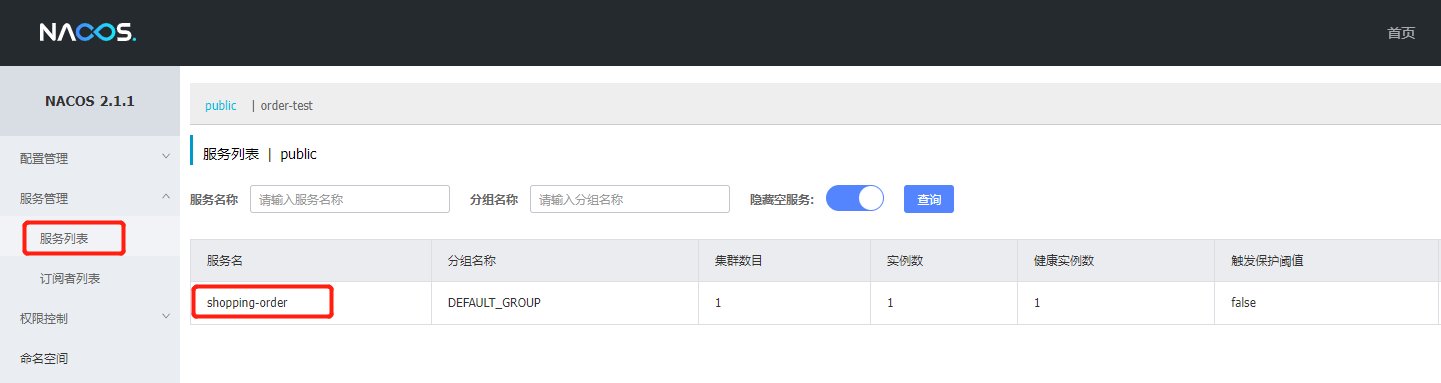 NACOS.
首页
NACOS 2.1.1
public | order-test
配置管理
服务列表 | public
服务管理
服务名称 请输入服务名称 分组名称 请输入分组名称 隐藏空服务: 查询
服务列表
服务名 分组名称 集群数目 实例数 健康实例数 触发保护阈值
订阅者列表
shopping-order DEFAULT_GROUP 1 1 1 false
权限控制
命名空间